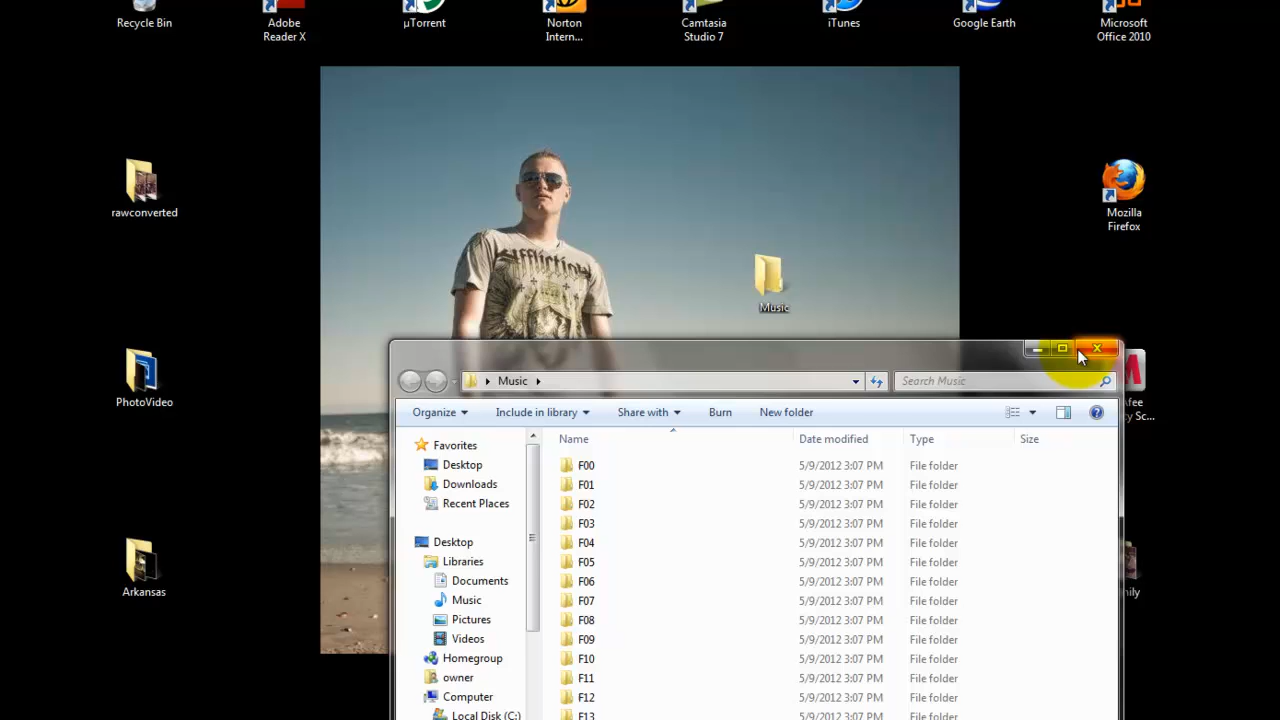 Recycle Bin
Adobe
Reader X
µTorrent
Norton
Intern...
Camtasia
Studio 7
iTunes
Google Earth
Microsoft
Office 2010
rawconverted
Mozilla
Firefox
Affliction
Music
PhotoVideo
Afee
y Sc...
Arkansas
nily
Music
Search Music
Organize
Include in library
Share with
Burn
New folder
Name
Date modified
Type
Size
Favorites
Desktop
Downloads
Recent Places
Desktop
Libraries
Documents
Music
Pictures
Videos
Homegroup
owner
Computer
Local Disk (C:)
F00 5/9/2012 3:07 PM File folder
F01 5/9/2012 3:07 PM File folder
F02 5/9/2012 3:07 PM File folder
F03 5/9/2012 3:07 PM File folder
F04 5/9/2012 3:07 PM File folder
F05 5/9/2012 3:07 PM File folder
F06 5/9/2012 3:07 PM File folder
F07 5/9/2012 3:07 PM File folder
F08 5/9/2012 3:07 PM File folder
F09 5/9/2012 3:07 PM File folder
F10 5/9/2012 3:07 PM File folder
F11 5/9/2012 3:07 PM File folder
F12 5/9/2012 3:07 PM File folder
F13 5/9/2012 3:07 PM File folder